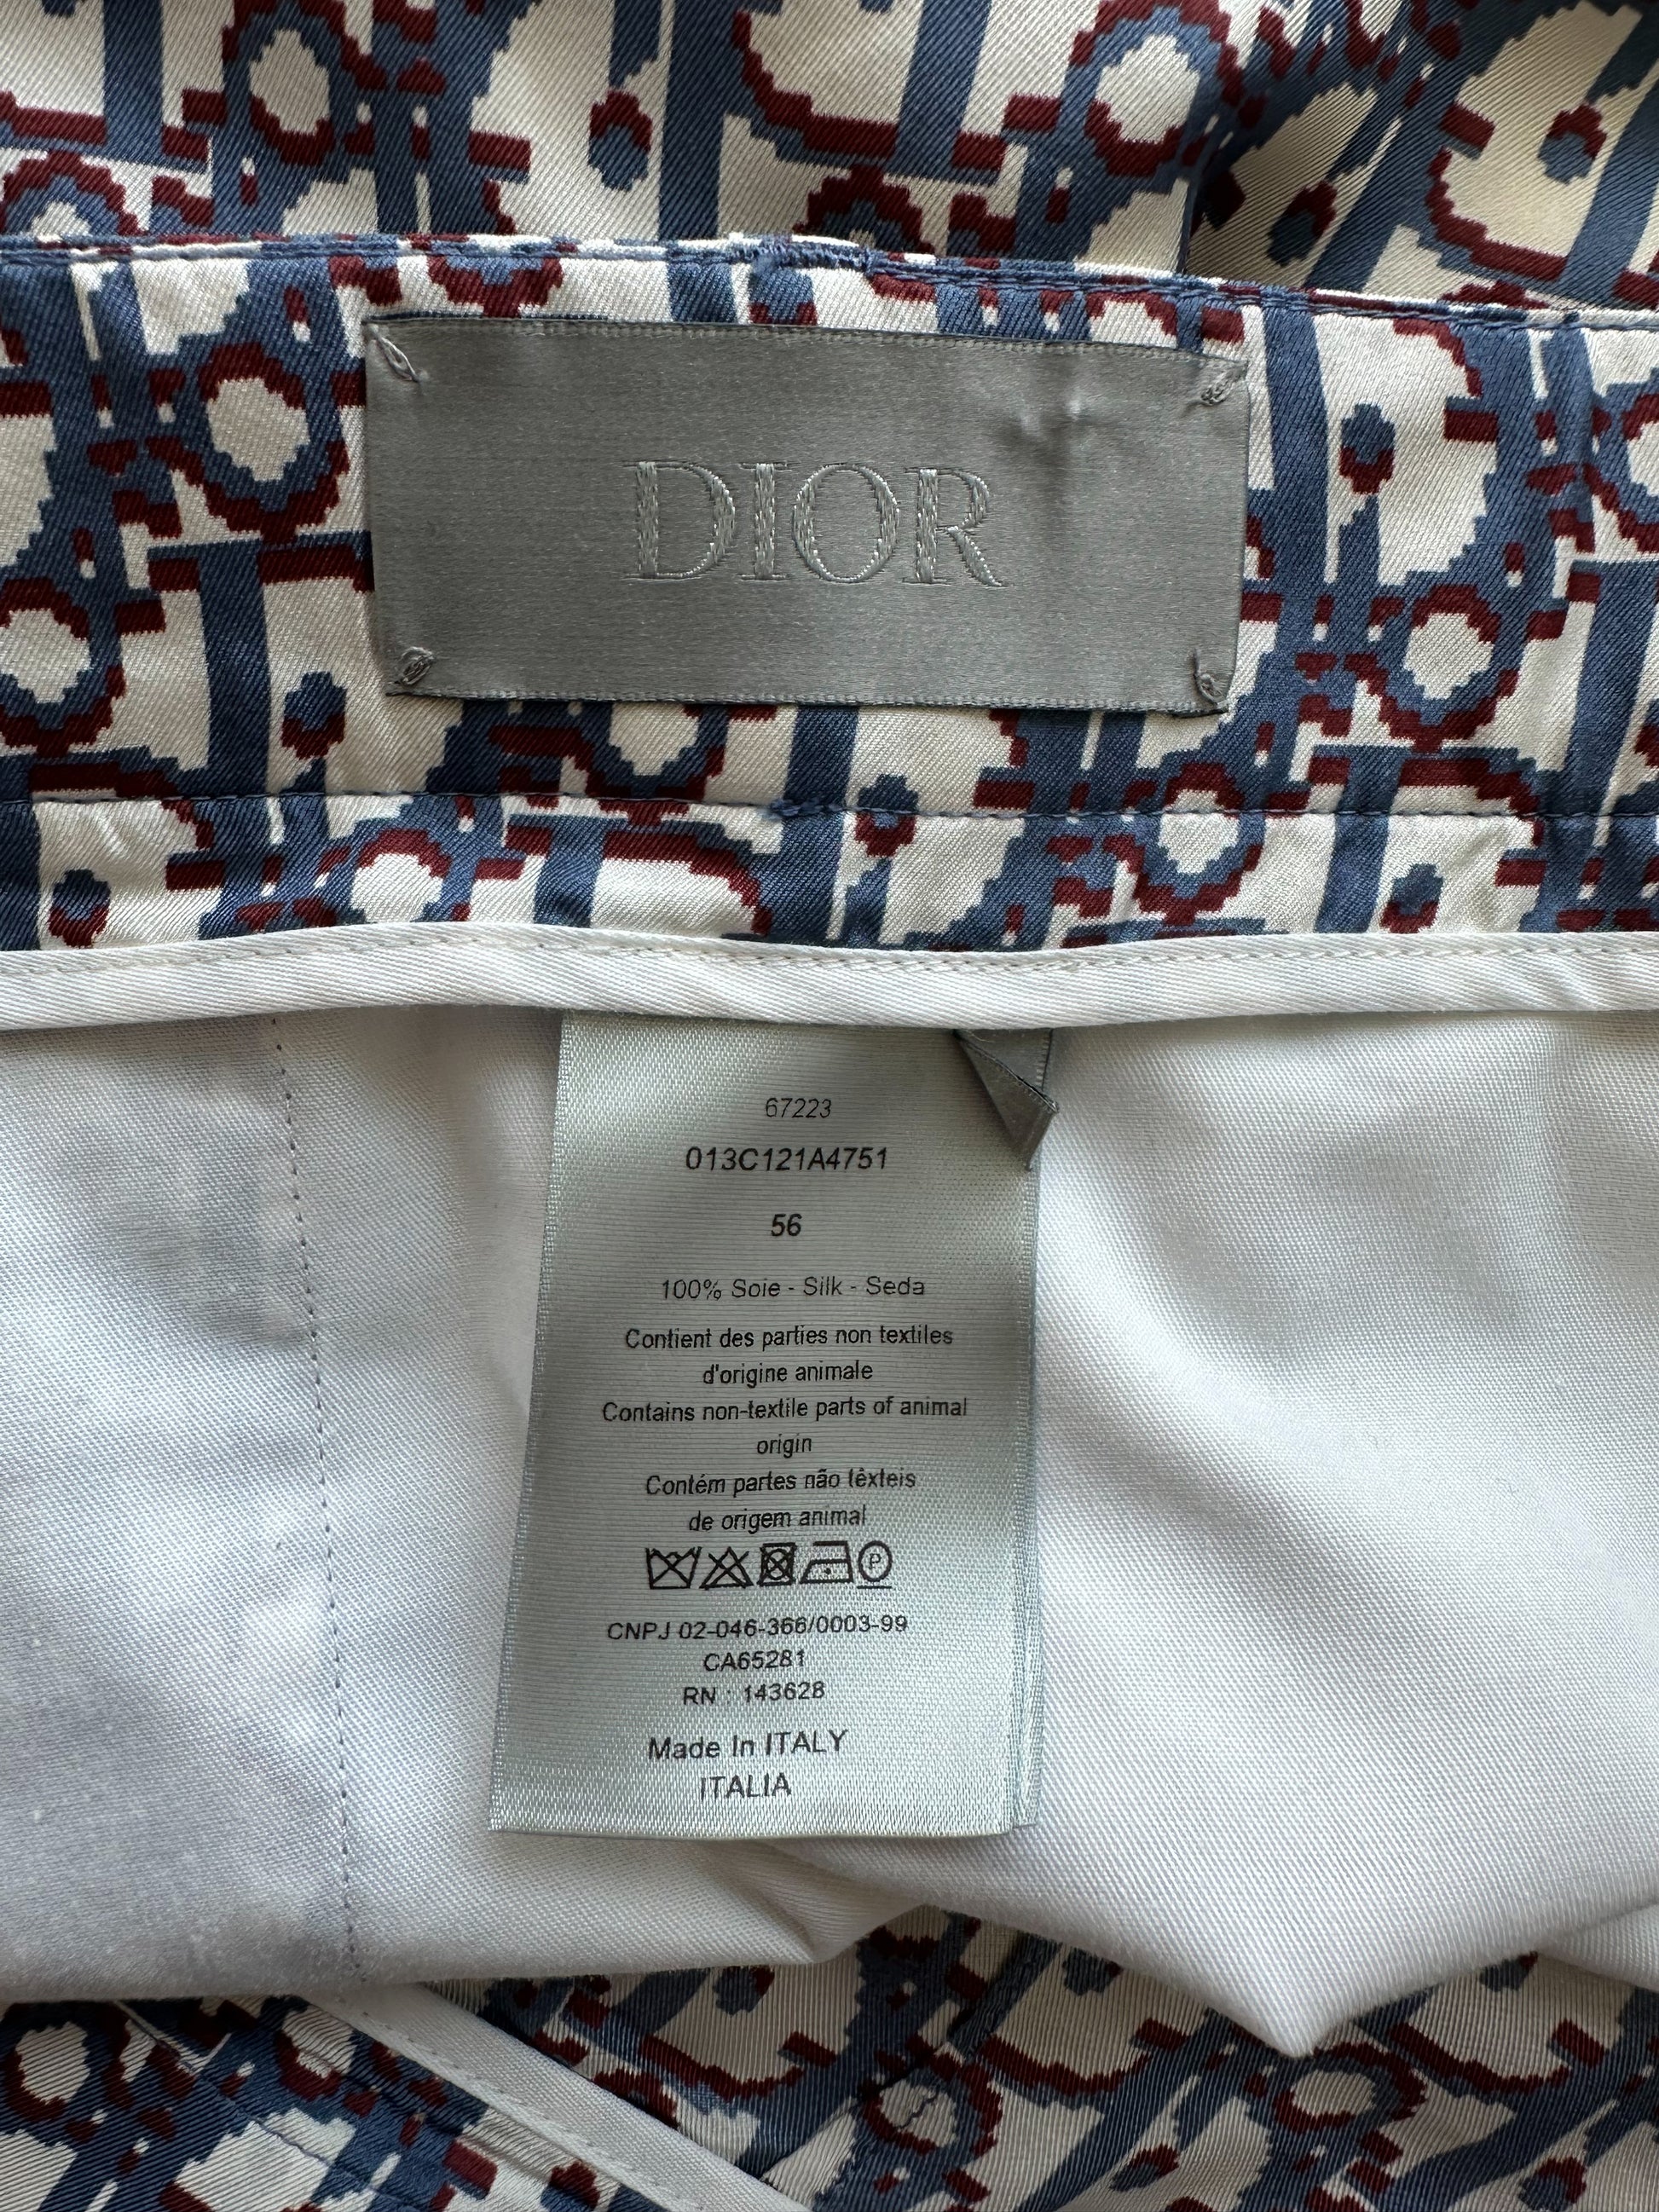 DIOR
67223
013C121A4751
56
100% Soie - Silk - Seda
Contient des parties non textiles
d'origine animale
Contains non-textile parts of animal
origin
Contém partes não têxteis
de origem animal
P
CNPJ 02-046-366/0003-99
CA65281
RN : 143628
Made In ITALY
ITALIA